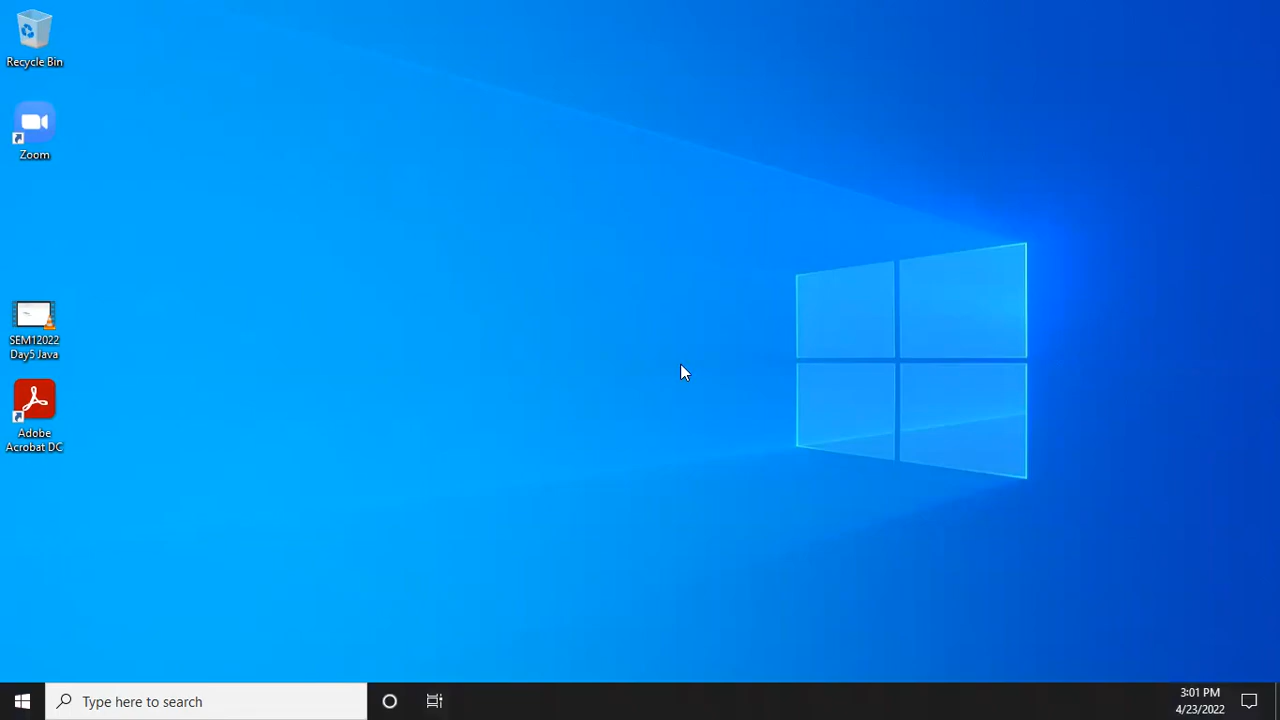 Recycle Bin
Zoom
SEM12022
Day5 Java
Adobe
Acrobat DC
Type here to search
3:01 PM
4/23/2022